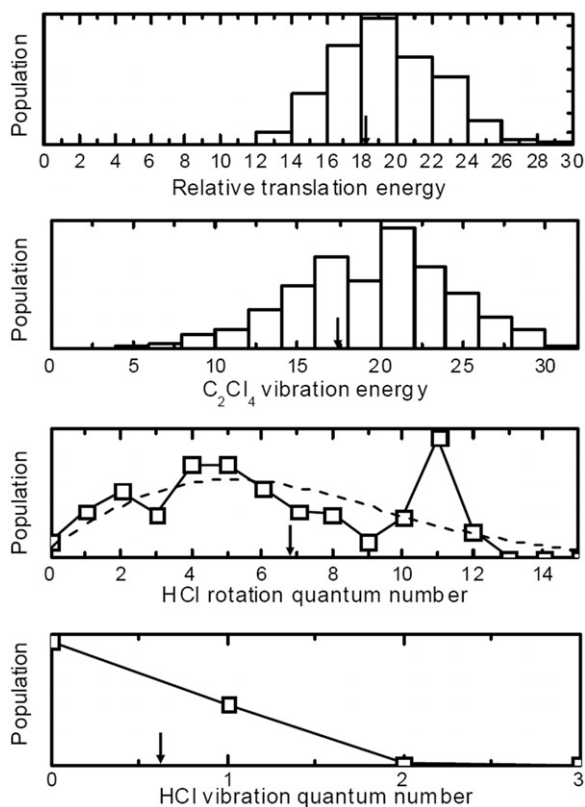 Population
0 2 4 6 8 10 12 14 16 18 20 22 24 26 28 30
Relative translation energy
Population
0 5 10 15 20 25 30
C₂Cl₄ vibration energy
Population
0 2 4 6 8 10 12 14
HCl rotation quantum number
Population
0 1 2 3
HCl vibration quantum number